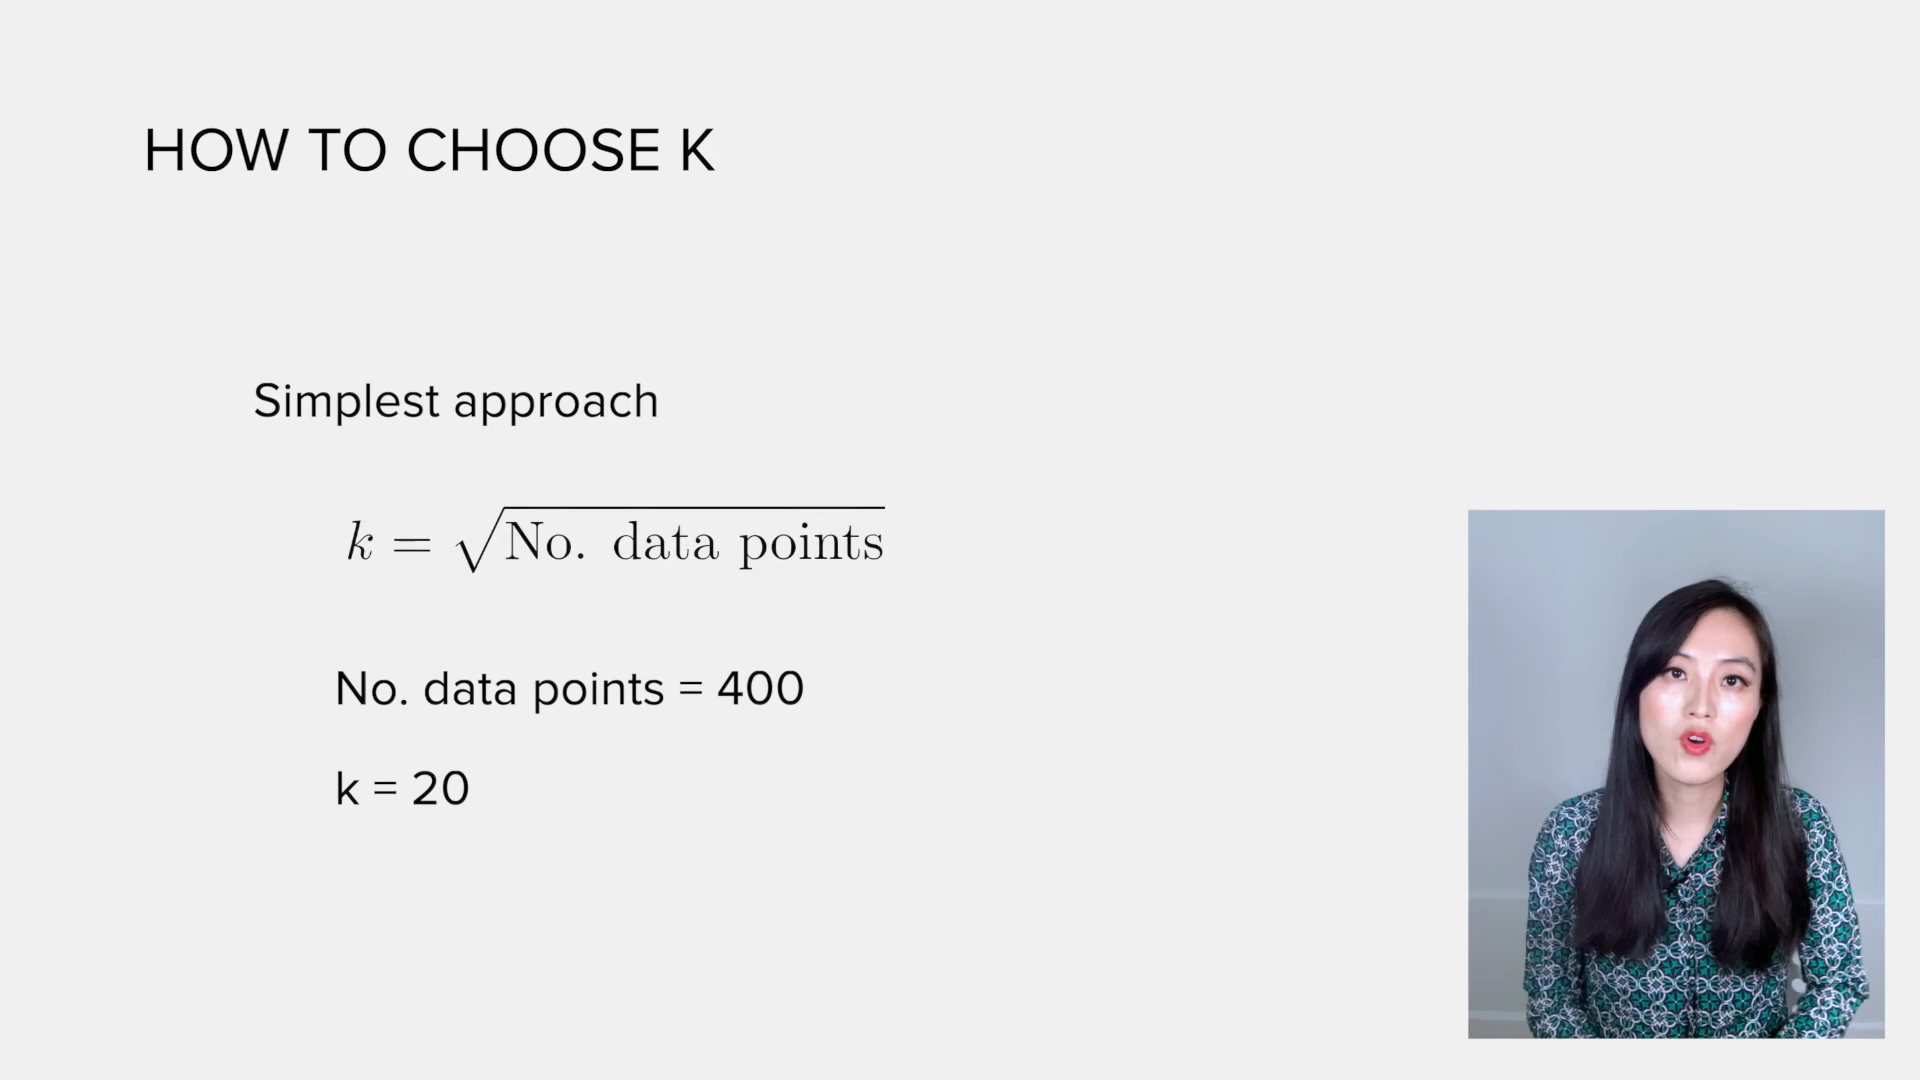 HOW TO CHOOSE K
Simplest approach
k = √No. data points
No. data points = 400
k = 20